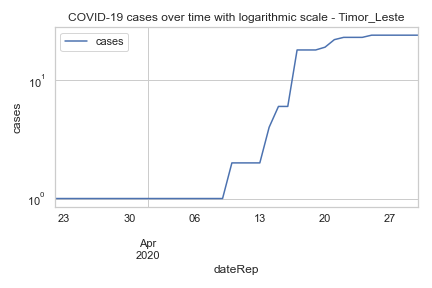 COVID-19 cases over time with logarithmic scale - Timor_Leste
cases
cases
10¹
10⁰
23 30 06 13 20 27
Apr
2020
dateRep